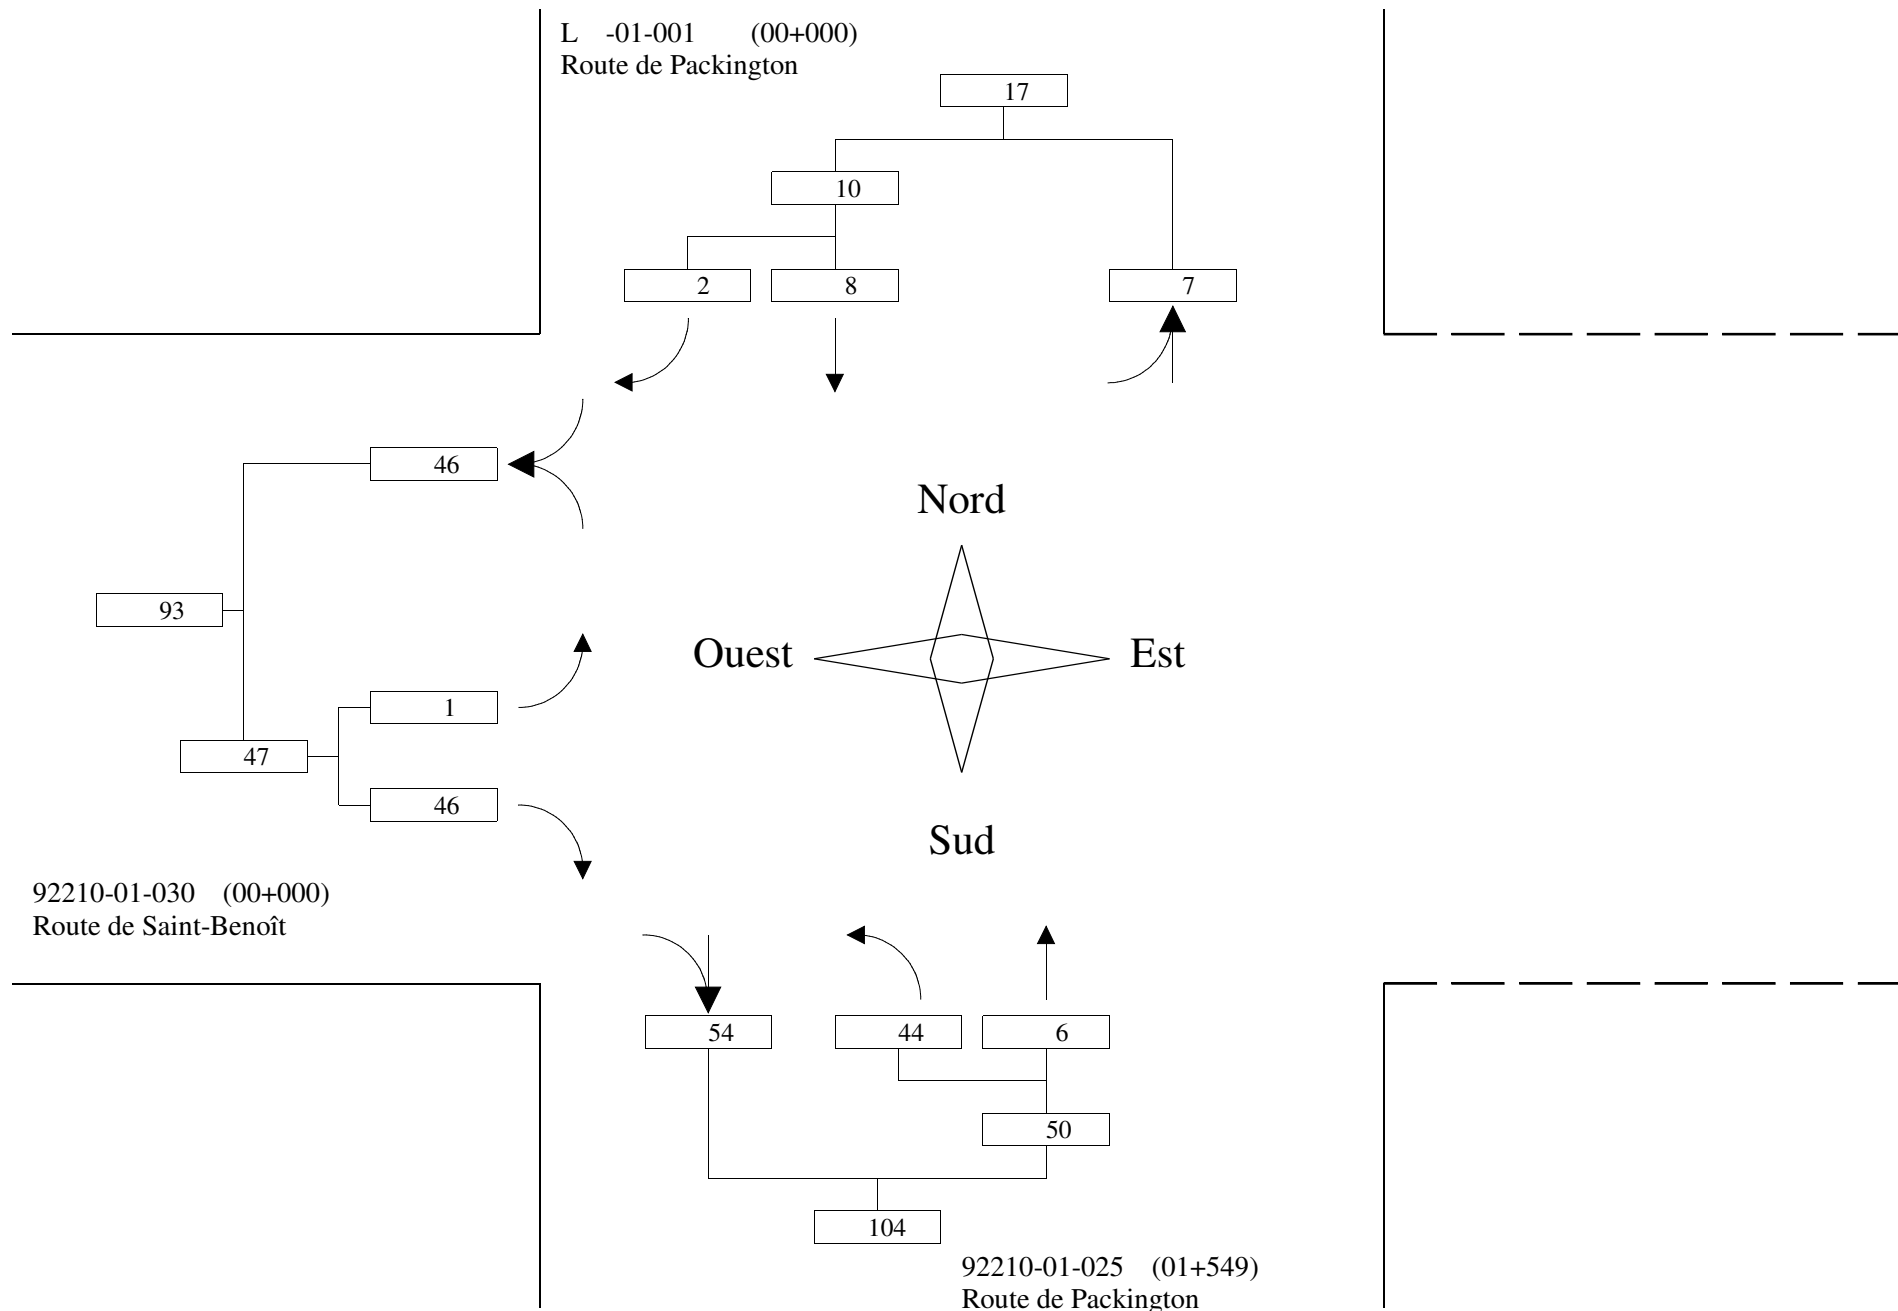 L -01-001 (00+000)
Route de Packington
17
10
2 8 7
46
Nord
93
Ouest Est
1
47
46
Sud
92210-01-030 (00+000)
Route de Saint-Benoît
54 44 6
50
104
92210-01-025 (01+549)
Route de Packington